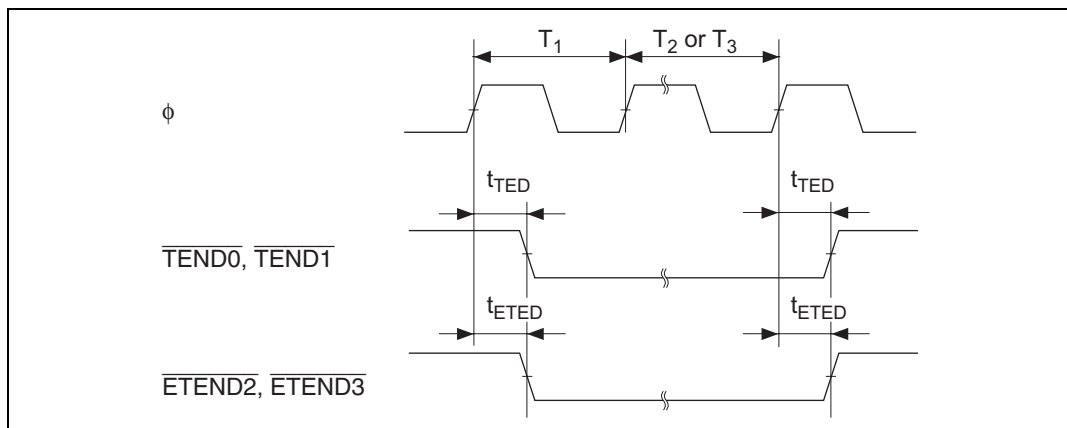 T1 T2 or T3
φ
tTED tTED
TEND0, TEND1
tETED tETED
ETEND2, ETEND3